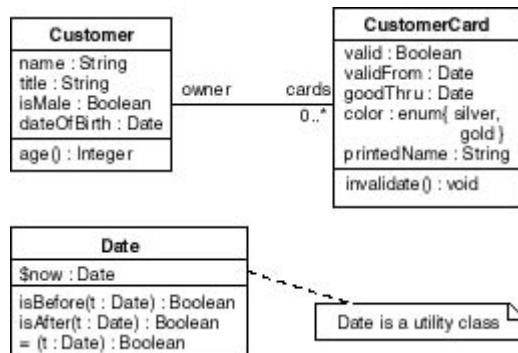 Customer
name : String
title : String
isMale : Boolean
dateOfBirth : Date
age() : Integer
owner
cards
0..*
CustomerCard
valid : Boolean
validFrom : Date
goodThru : Date
color : enum{ silver,
gold }
printedName : String
invalidate() : void
Date
$now : Date
isBefore(t : Date) : Boolean
isAfter(t : Date) : Boolean
= (t : Date) : Boolean
Date is a utility class